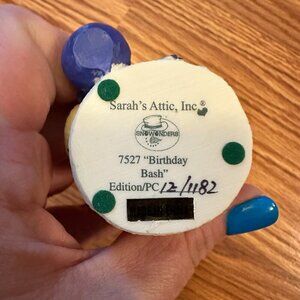 Sarah's Attic, Inc.®
SNOWONDERS
7527 "Birthday
Bash"
Edition/PC 12/1182